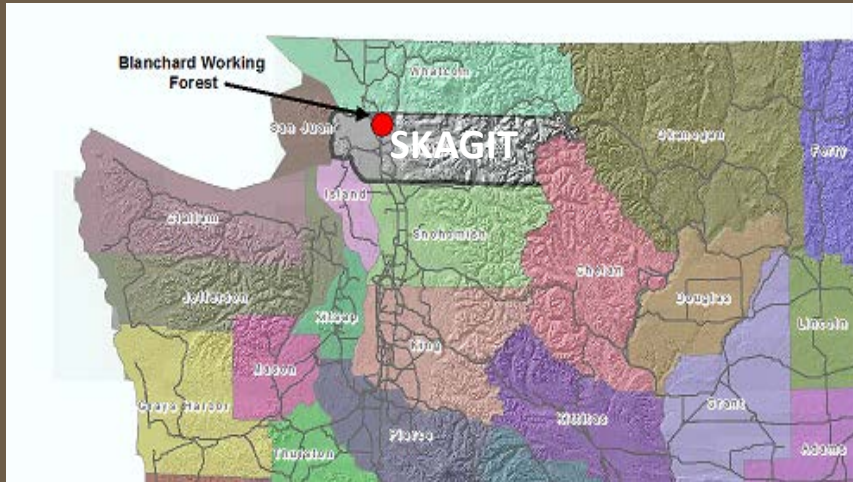 Blanchard Working
Forest
Whatcom
San Juan
SKAGIT
Okanogan
Ferry
Island
Clallam
Snohomish
Chelan
Jefferson
Douglas
Kitsap
Lincoln
King
Mason
Grays Harbor
Grant
Kittitas
Pierce
Thurston
Adams